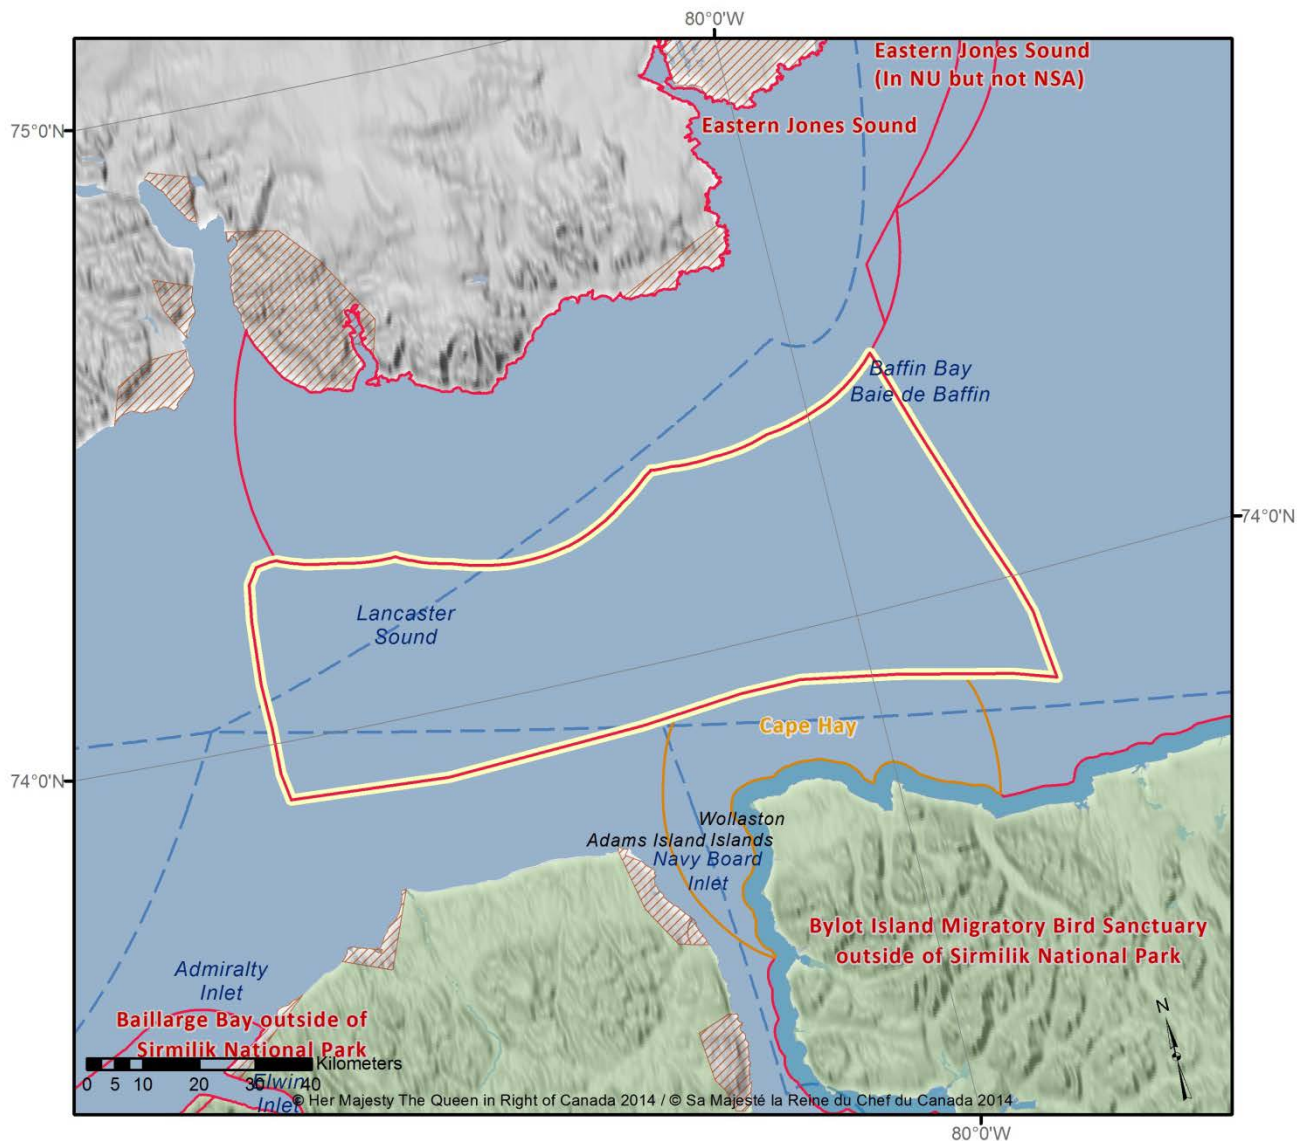 80°0'W
Eastern Jones Sound
(In NU but not NSA)
75°0'N
Eastern Jones Sound
Baffin Bay
Baie de Baffin
74°0'N
Lancaster
Sound
Cape Hay
74°0'N
Wollaston
Adams Island Islands
Navy Board
Inlet
Bylot Island Migratory Bird Sanctuary
outside of Sirmilik National Park
Admiralty
Inlet
Baillarge Bay outside of
Sirmilik National Park
N
Kilometers
0 5 10 20 30 40
Elwin
Inlet
© Her Majesty The Queen in Right of Canada 2014 / © Sa Majesté la Reine du Chef du Canada 2014
80°0'W